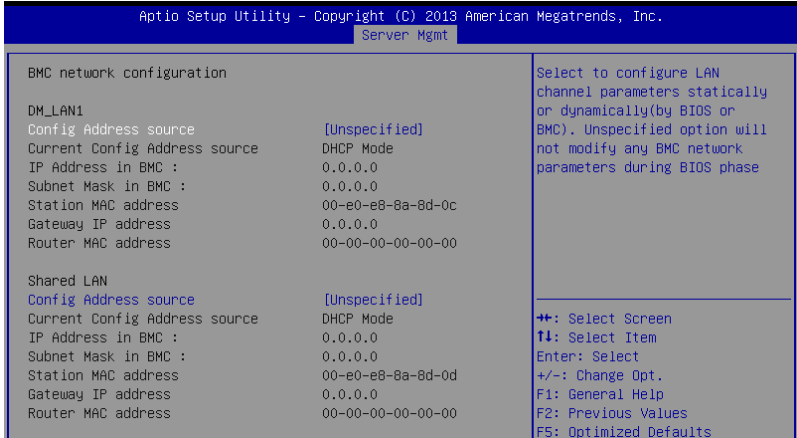 Aptio Setup Utility – Copyright (C) 2013 American Megatrends, Inc.
Server Mgmt
BMC network configuration
DM_LAN1
Config Address source [Unspecified]
Current Config Address source DHCP Mode
IP Address in BMC : 0.0.0.0
Subnet Mask in BMC : 0.0.0.0
Station MAC address 00-e0-e8-8a-8d-0c
Gateway IP address 0.0.0.0
Router MAC address 00-00-00-00-00-00
Shared LAN
Config Address source [Unspecified]
Current Config Address source DHCP Mode
IP Address in BMC : 0.0.0.0
Subnet Mask in BMC : 0.0.0.0
Station MAC address 00-e0-e8-8a-8d-0d
Gateway IP address 0.0.0.0
Router MAC address 00-00-00-00-00-00
Select to configure LAN
channel parameters statically
or dynamically(by BIOS or
BMC). Unspecified option will
not modify any BMC network
parameters during BIOS phase
→←: Select Screen
↑↓: Select Item
Enter: Select
+/-: Change Opt.
F1: General Help
F2: Previous Values
F5: Optimized Defaults